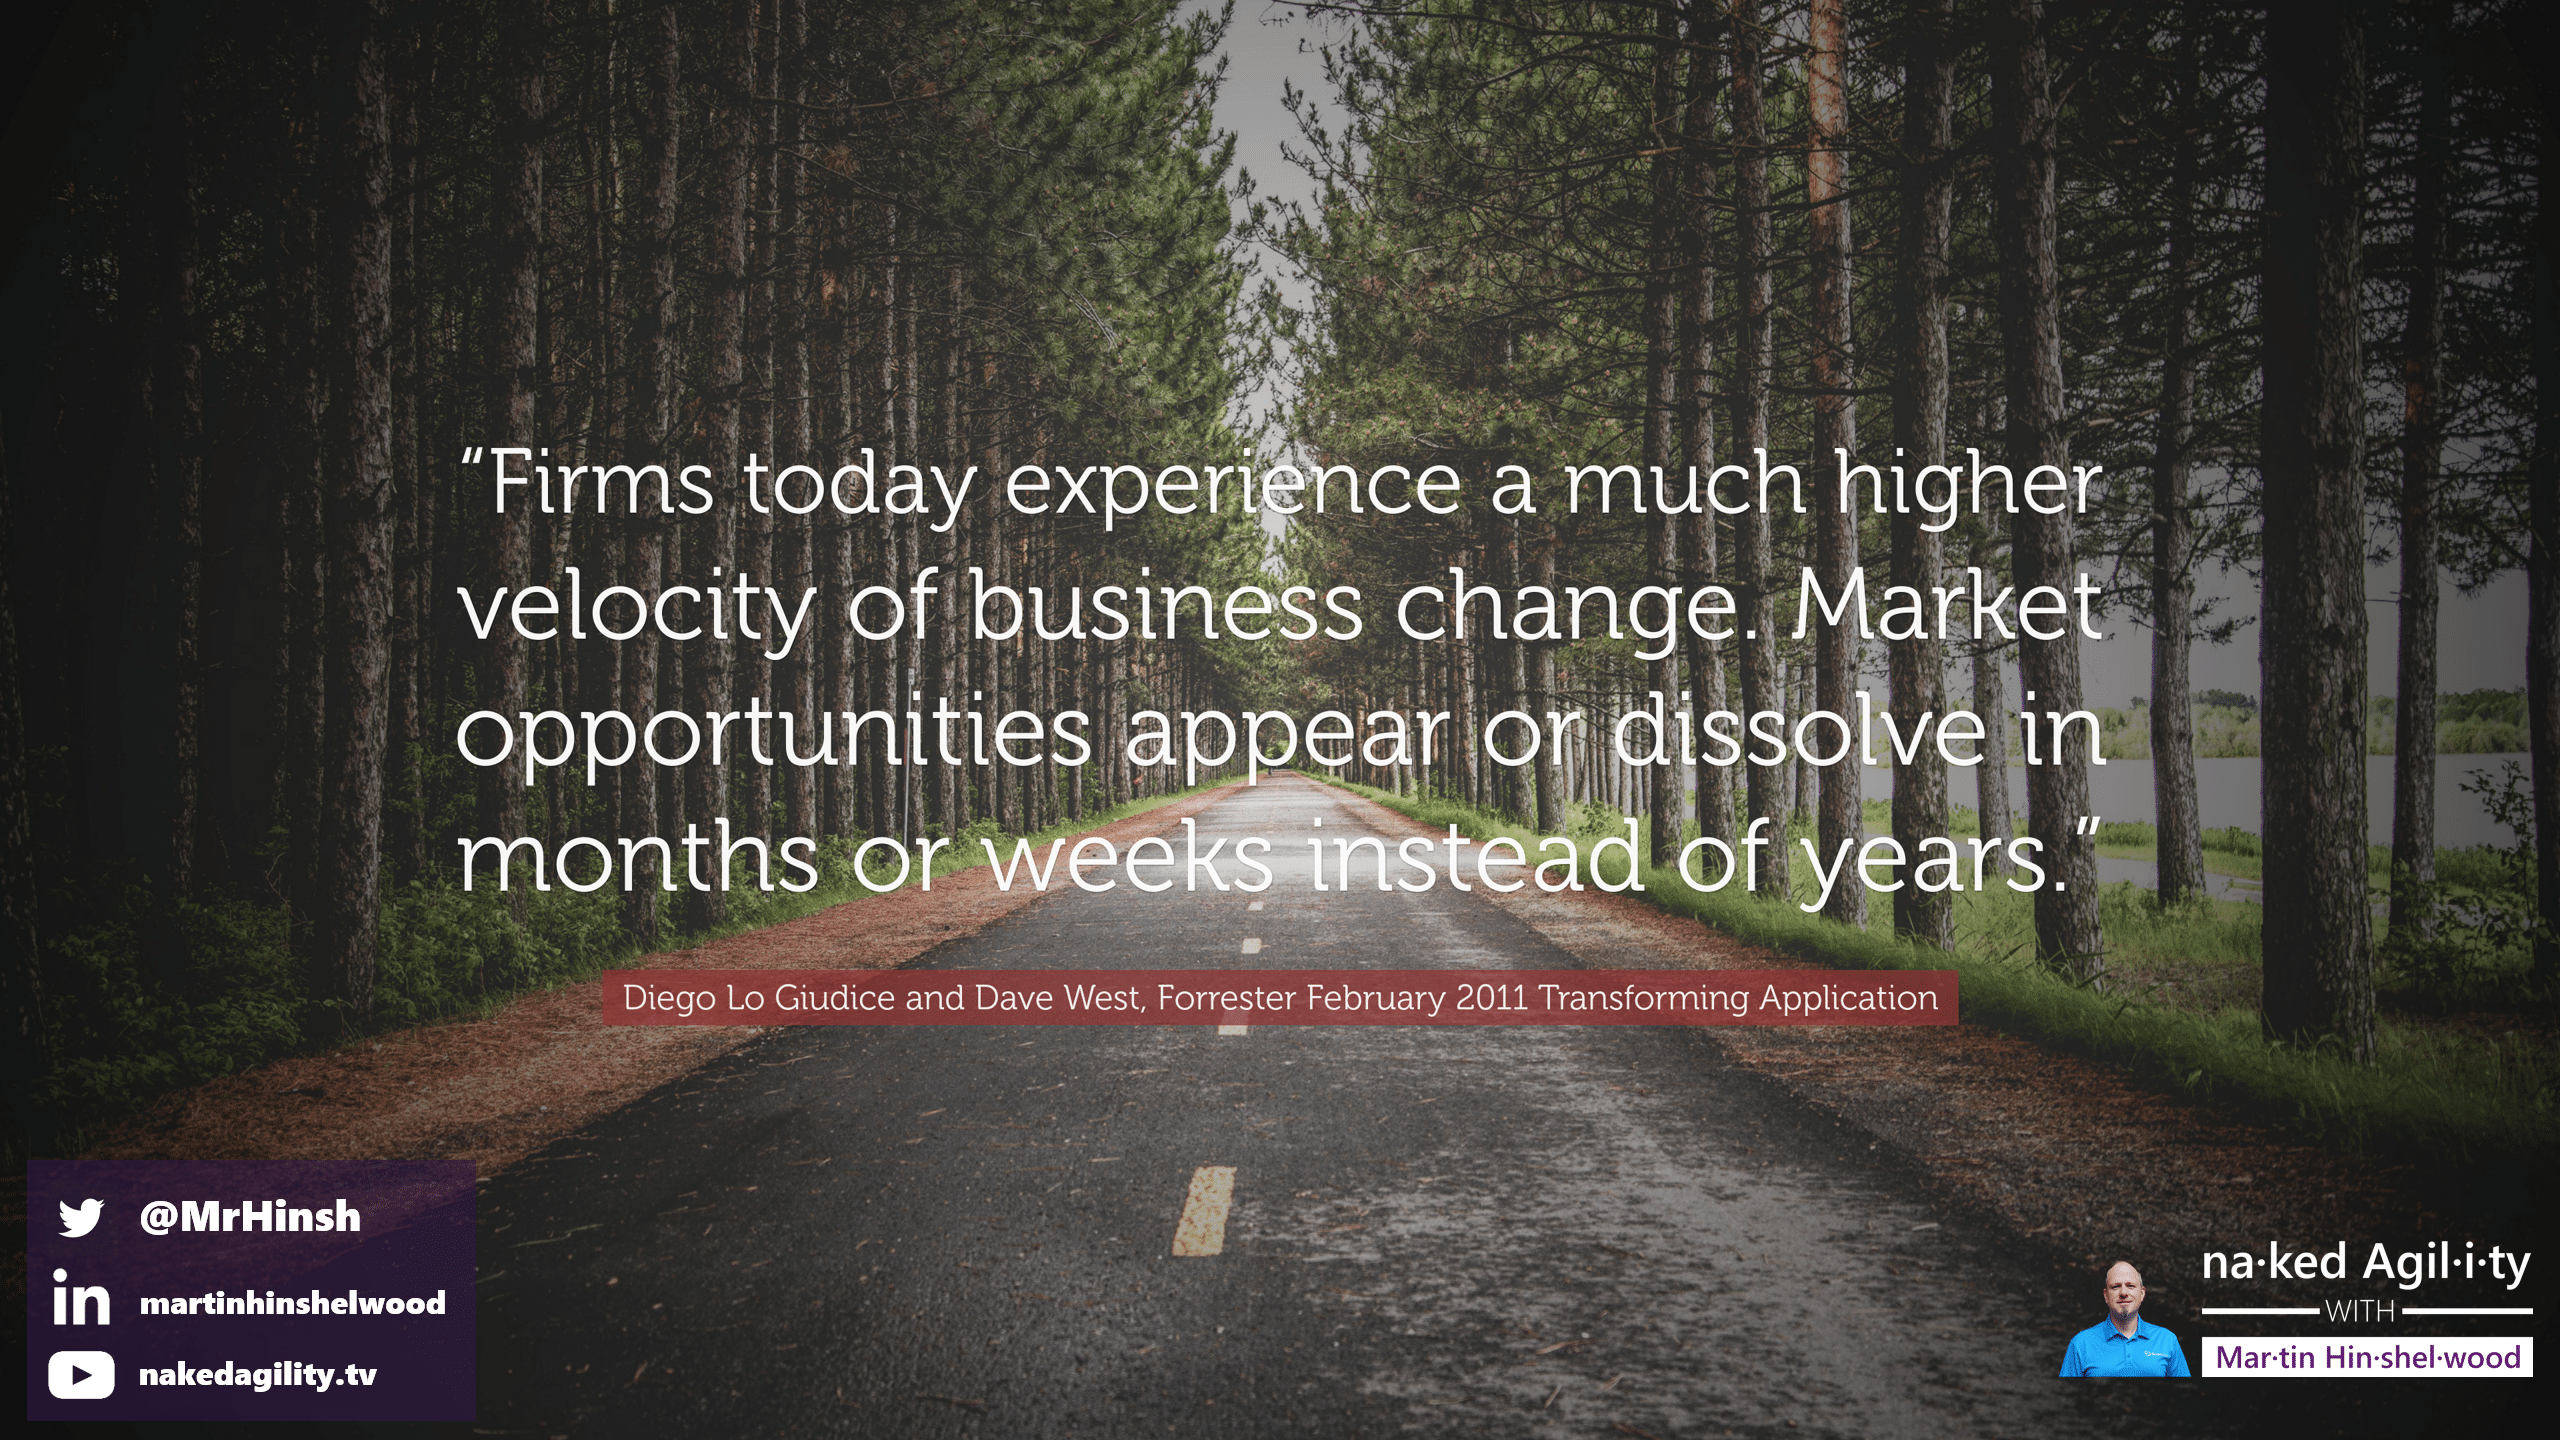 “Firms today experience a much higher
velocity of business change. Market
opportunities appear or dissolve in
months or weeks instead of years.”
Diego Lo Giudice and Dave West, Forrester February 2011 Transforming Application
@MrHinsh
martinhinshelwood
nakedagility.tv
na·ked Agil·i·ty
WITH
Mar·tin Hin·shel·wood